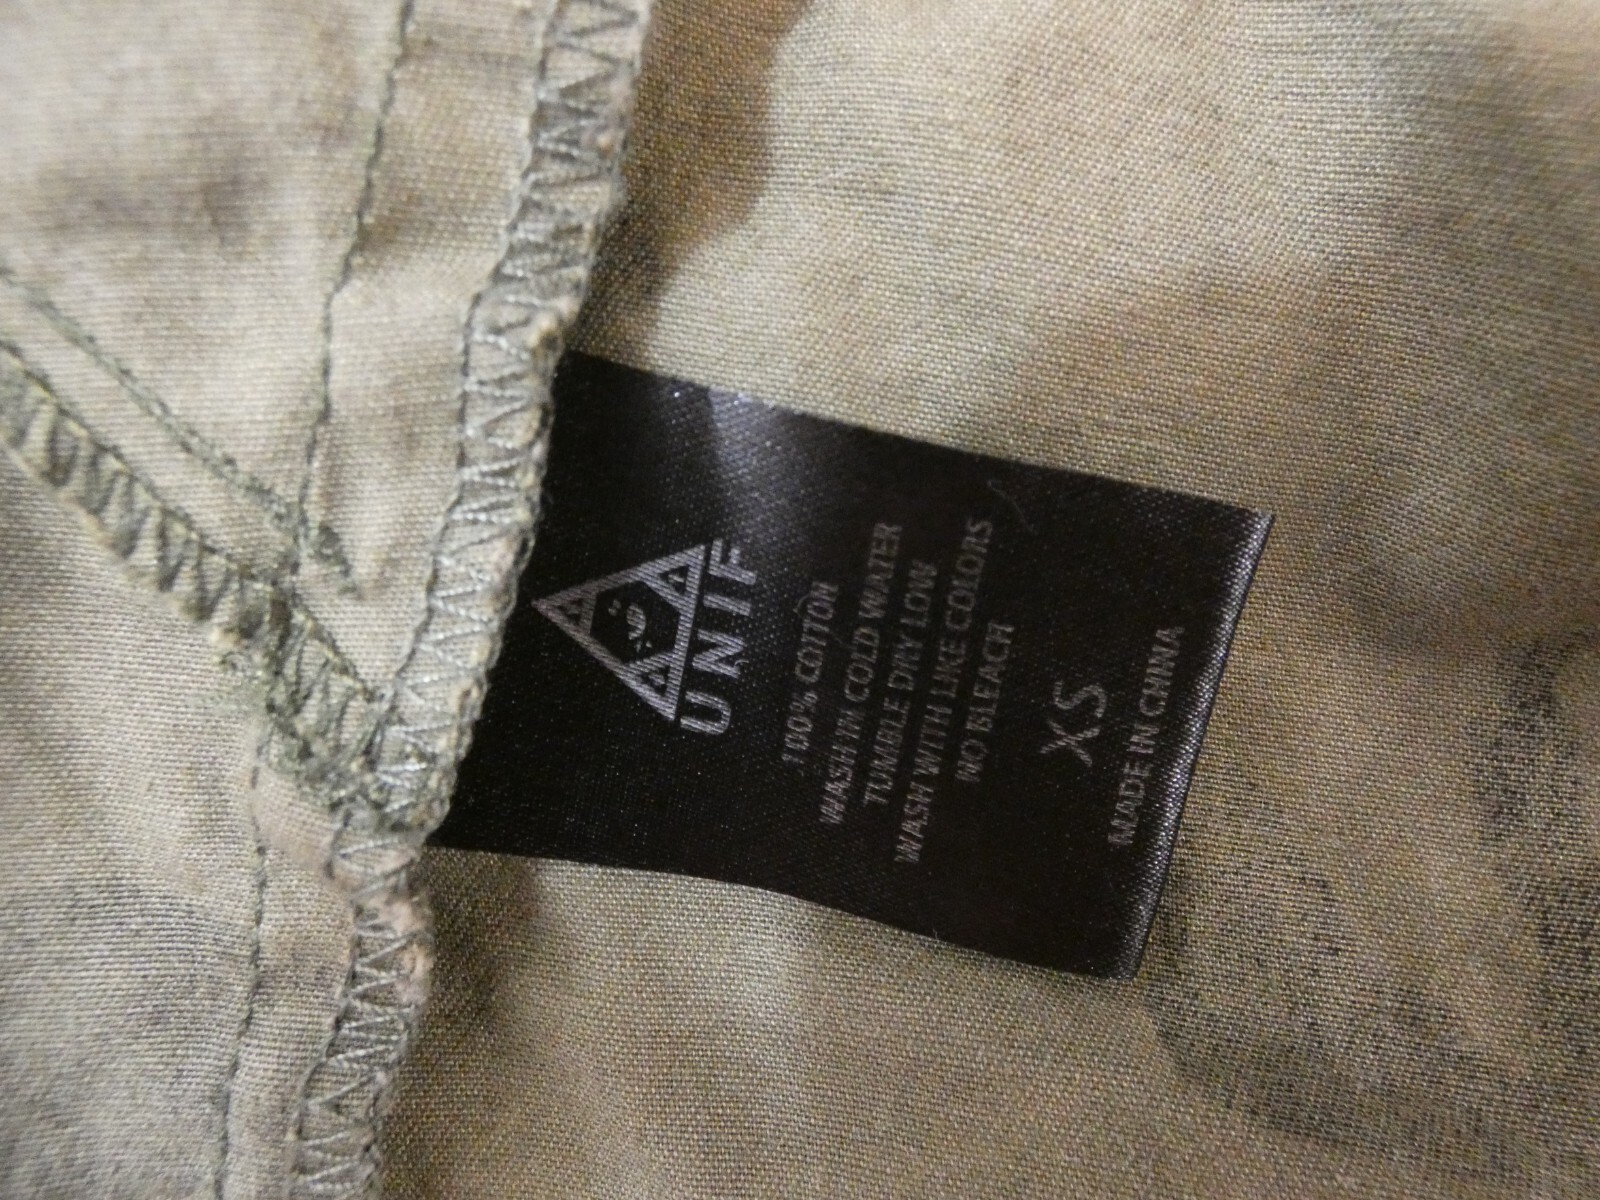 UNIF
100% COTTON
WASH IN COLD WATER
TUMBLE DRY LOW
WASH WITH LIKE COLORS
NO BLEACH
XS
MADE IN CHINA